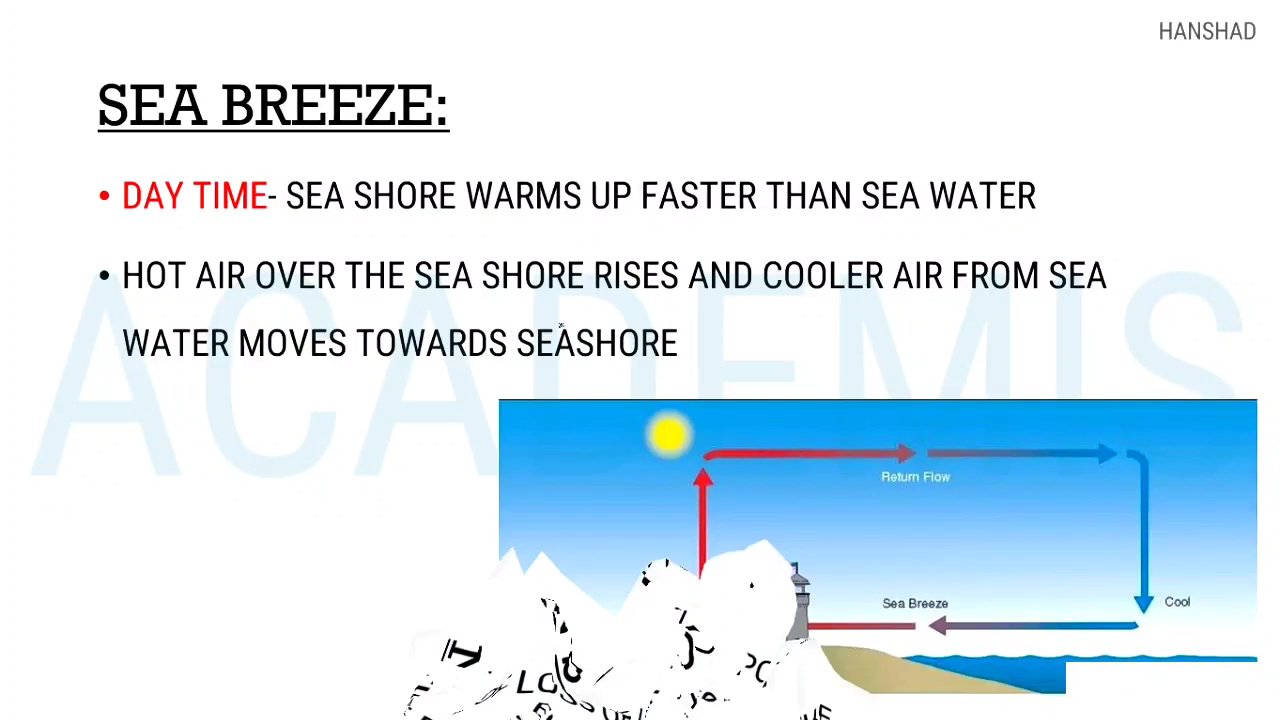 HANSHAD
SEA BREEZE:
• DAY TIME- SEA SHORE WARMS UP FASTER THAN SEA WATER
• HOT AIR OVER THE SEA SHORE RISES AND COOLER AIR FROM SEA
WATER MOVES TOWARDS SEASHORE
ACADEMIS
Return Flow
Sea Breeze
Cool